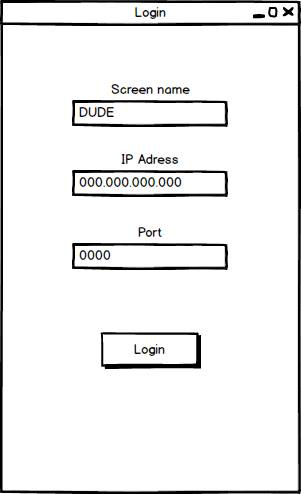 Login
Screen name
DUDE
IP Adress
000.000.000.000
Port
0000
Login